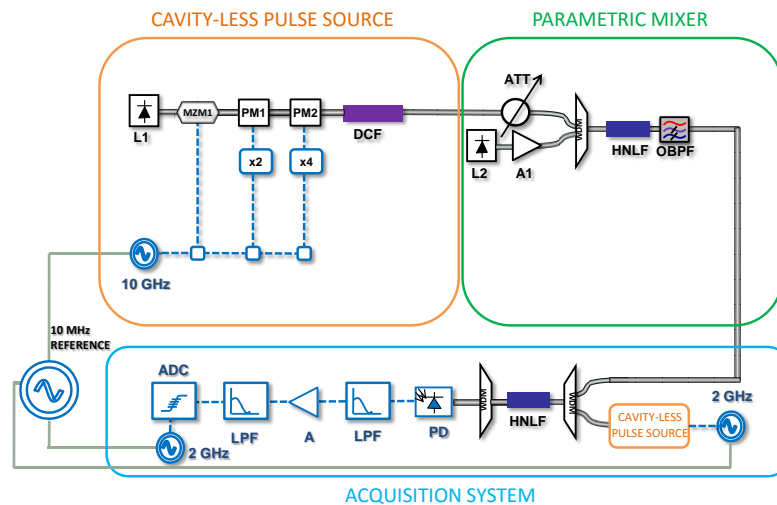 CAVITY-LESS PULSE SOURCE
PARAMETRIC MIXER
L1
MZM1
PM1
PM2
DCF
x2
x4
10 GHz
ATT
L2
A1
WDM
HNLF
OBPF
10 MHz
REFERENCE
ADC
2 GHz
LPF
A
LPF
PD
WDM
HNLF
WDM
CAVITY-LESS
PULSE SOURCE
2 GHz
ACQUISITION SYSTEM